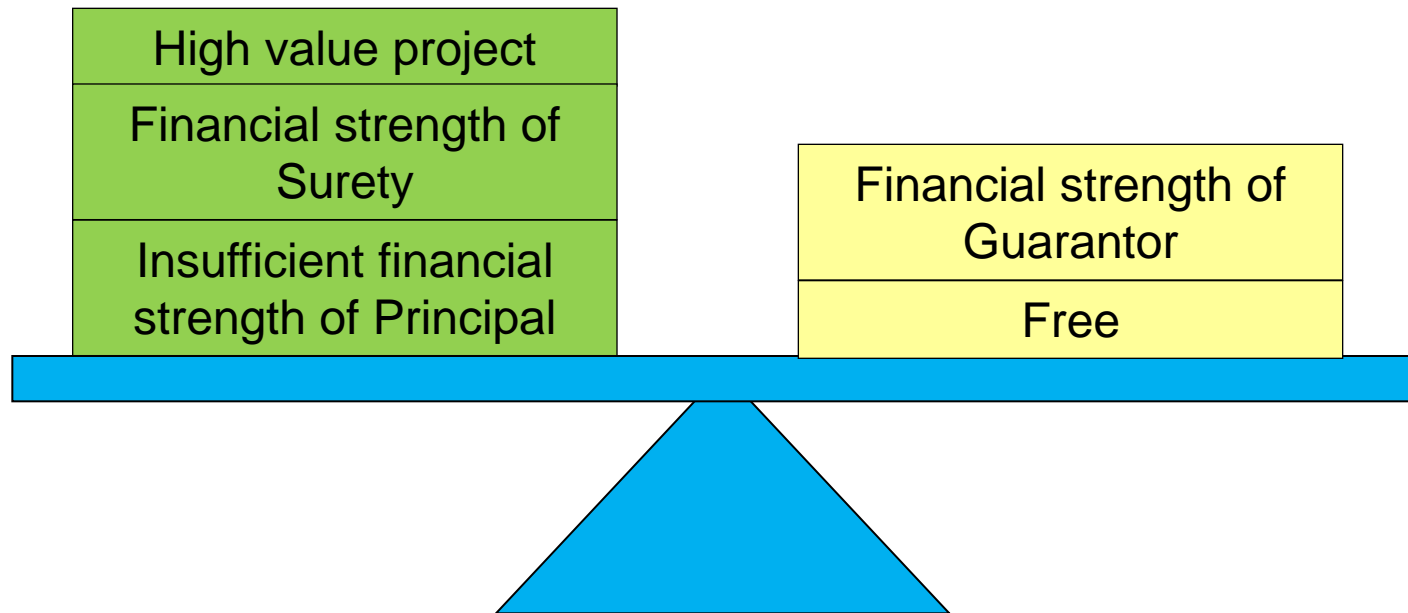 High value project
Financial strength of
Surety
Insufficient financial
strength of Principal
Financial strength of
Guarantor
Free